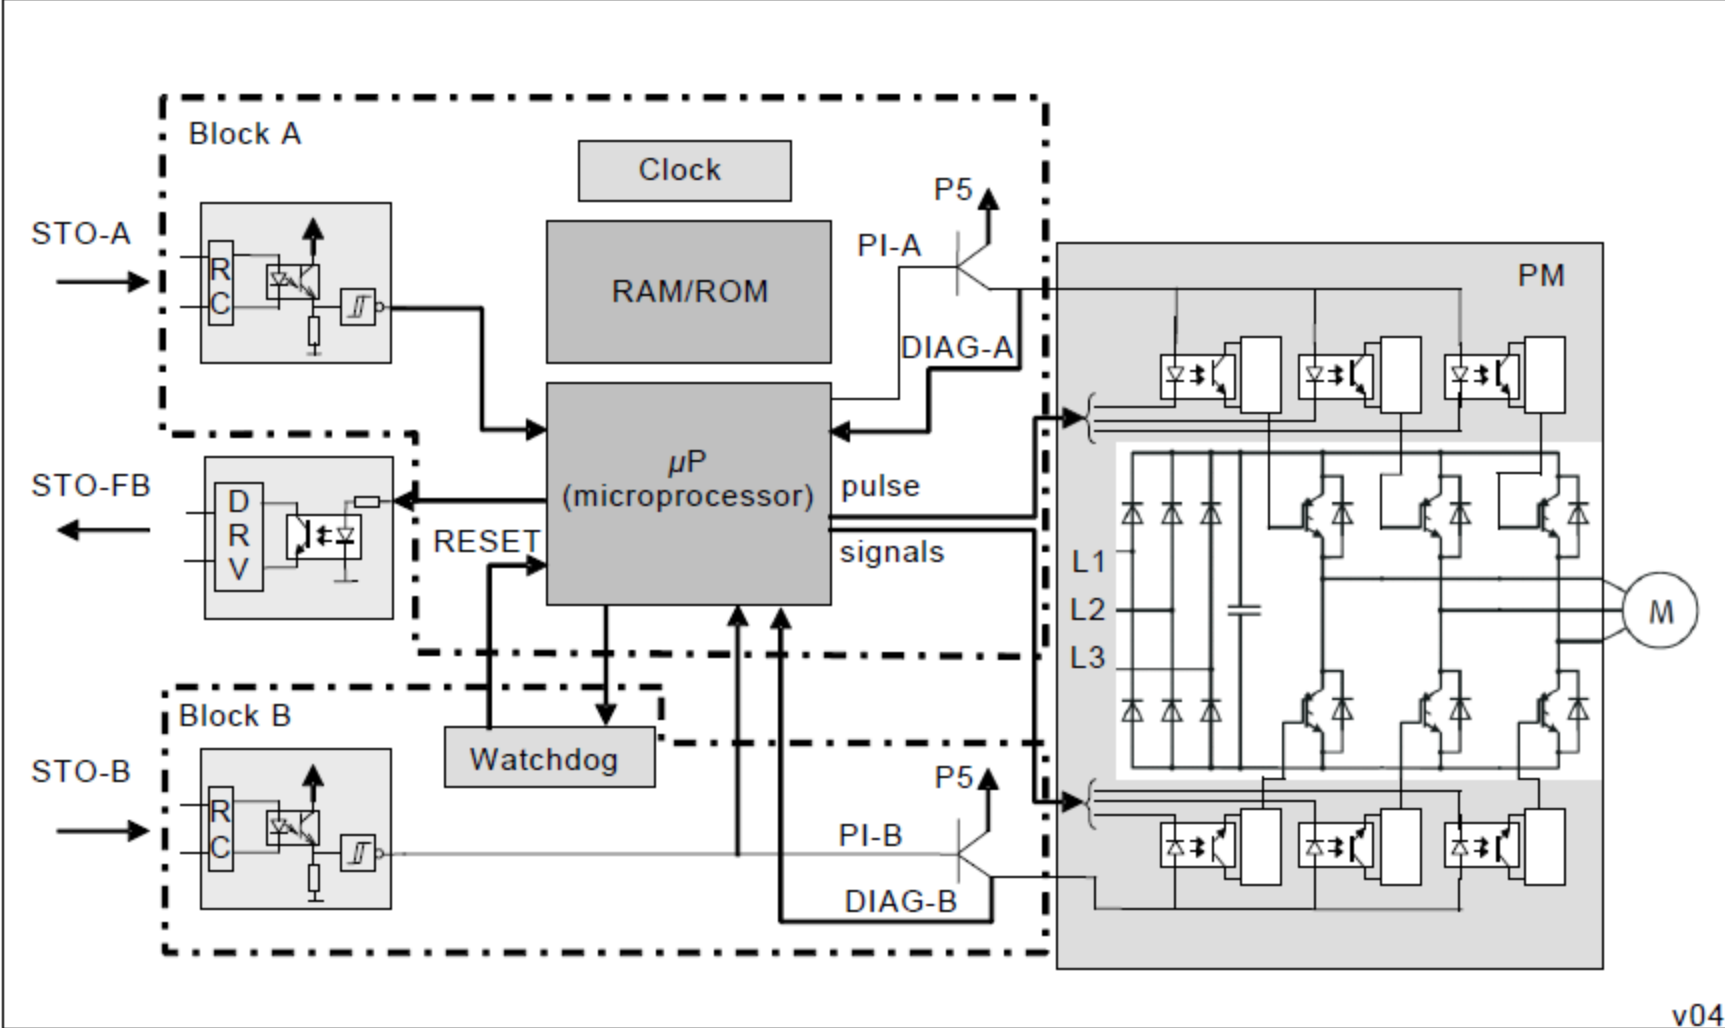 Block A
Clock
P5
STO-A
PI-A
R
C
RAM/ROM
PM
DIAG-A
µP
(microprocessor)
STO-FB
D
R
V
pulse
RESET
signals
L1
L2
L3
M
Block B
Watchdog
STO-B
P5
R
C
PI-B
DIAG-B
v04